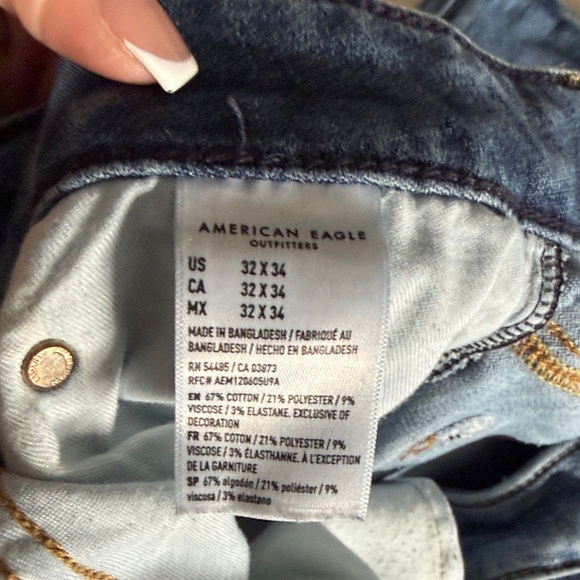 AMERICAN EAGLE
OUTFITTERS
US 32 X 34
CA 32 X 34
MX 32 X 34
MADE IN BANGLADESH / FABRIQUÉ AU
BANGLADESH / HECHO EN BANGLADESH
RN 54485 / CA 03873
RFC# AEM120605U9A
EN 67% COTTON / 21% POLYESTER / 9%
VISCOSE / 3% ELASTANE, EXCLUSIVE OF
DECORATION
FR 67% COTON / 21% POLYESTER / 9%
VISCOSE / 3% ÉLASTHANNE, À L'EXCEPTION
DE LA GARNITURE
SP 67% algodón / 21% poliéster / 9%
viscosa / 3% elastano